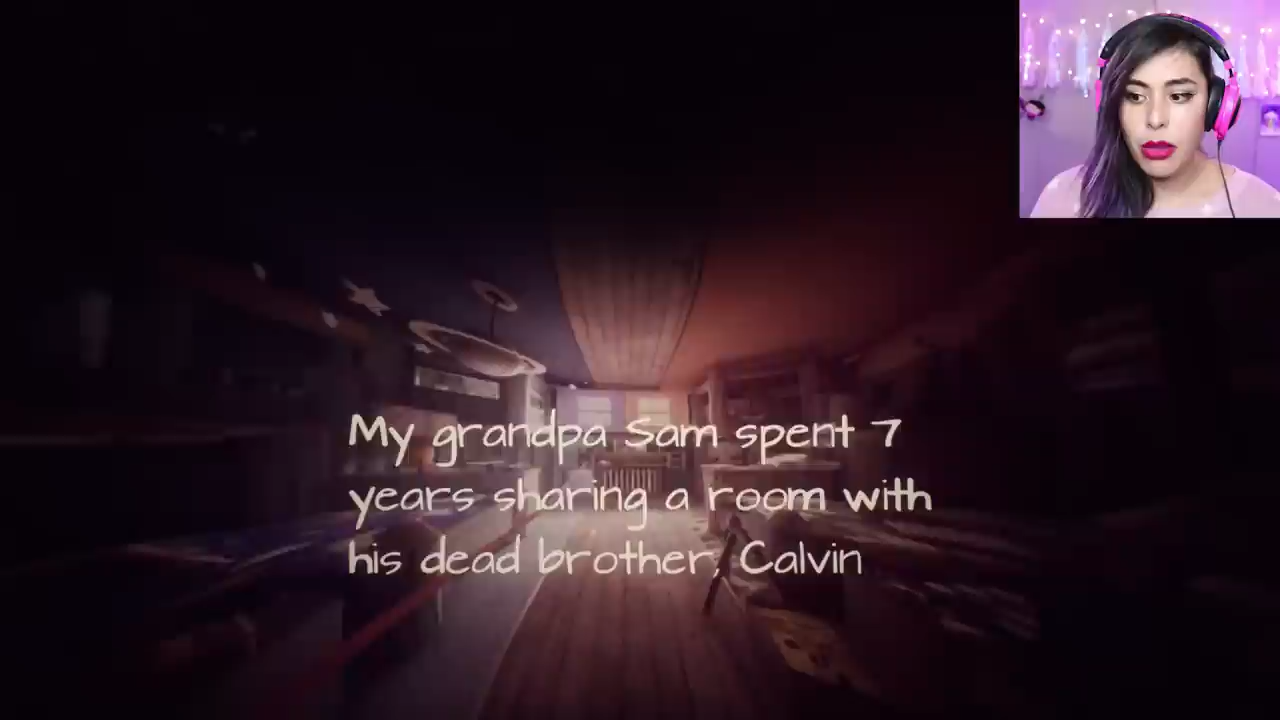 My grandpa Sam spent 7
years sharing a room with
his dead brother, Calvin